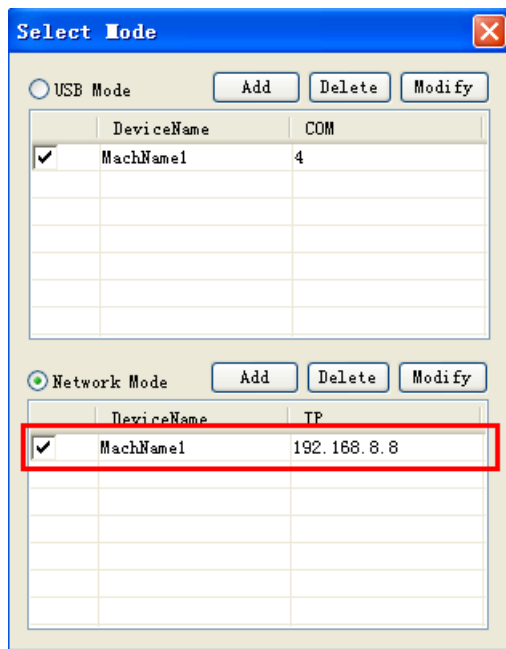 Select Mode
USB Mode Add Delete Modify
DeviceName COM
MachName1 4
Network Mode Add Delete Modify
DeviceName IP
MachName1 192.168.8.8